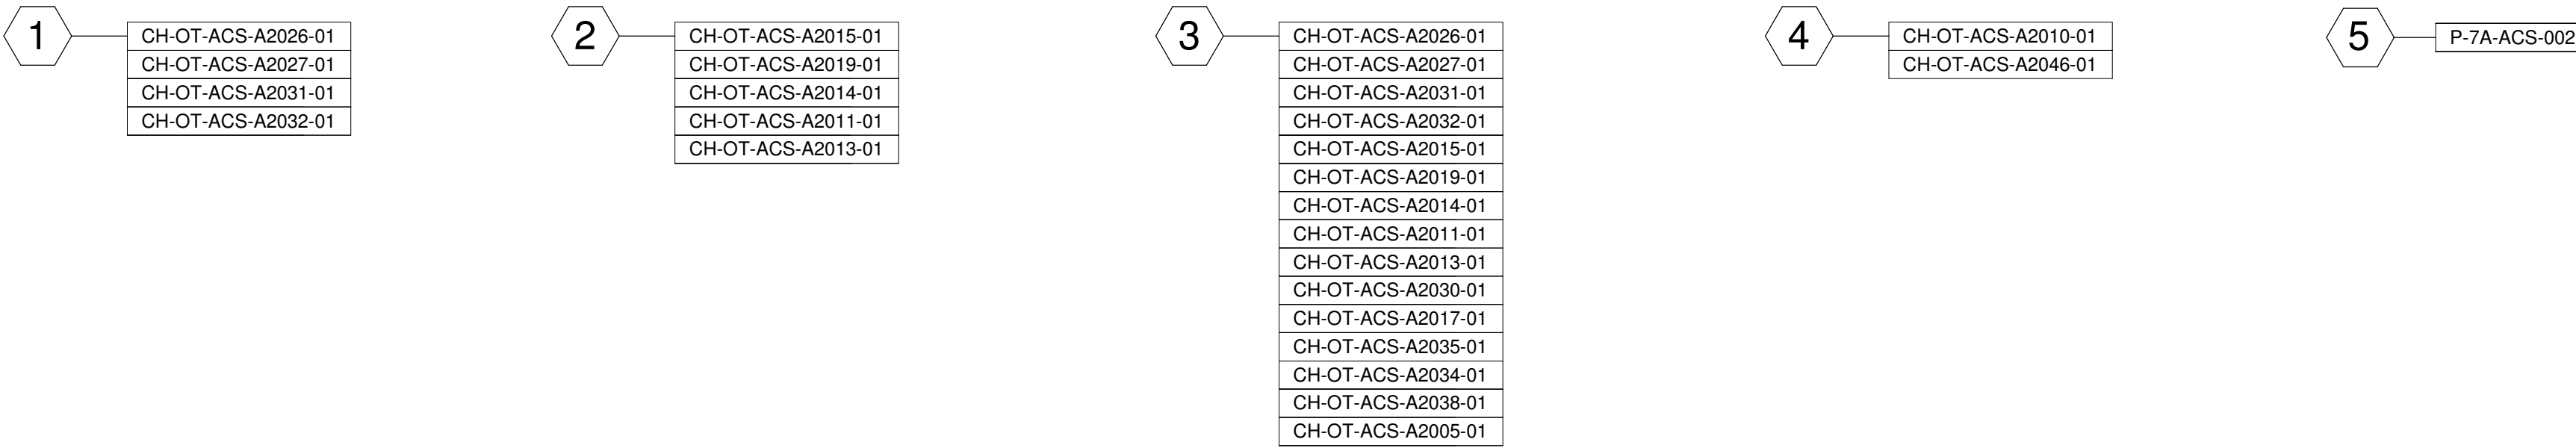 1
CH-OT-ACS-A2026-01
CH-OT-ACS-A2027-01
CH-OT-ACS-A2031-01
CH-OT-ACS-A2032-01
2
CH-OT-ACS-A2015-01
CH-OT-ACS-A2019-01
CH-OT-ACS-A2014-01
CH-OT-ACS-A2011-01
CH-OT-ACS-A2013-01
3
CH-OT-ACS-A2026-01
CH-OT-ACS-A2027-01
CH-OT-ACS-A2031-01
CH-OT-ACS-A2032-01
CH-OT-ACS-A2015-01
CH-OT-ACS-A2019-01
CH-OT-ACS-A2014-01
CH-OT-ACS-A2011-01
CH-OT-ACS-A2013-01
CH-OT-ACS-A2030-01
CH-OT-ACS-A2017-01
CH-OT-ACS-A2035-01
CH-OT-ACS-A2034-01
CH-OT-ACS-A2038-01
CH-OT-ACS-A2005-01
4
CH-OT-ACS-A2010-01
CH-OT-ACS-A2046-01
5
P-7A-ACS-002